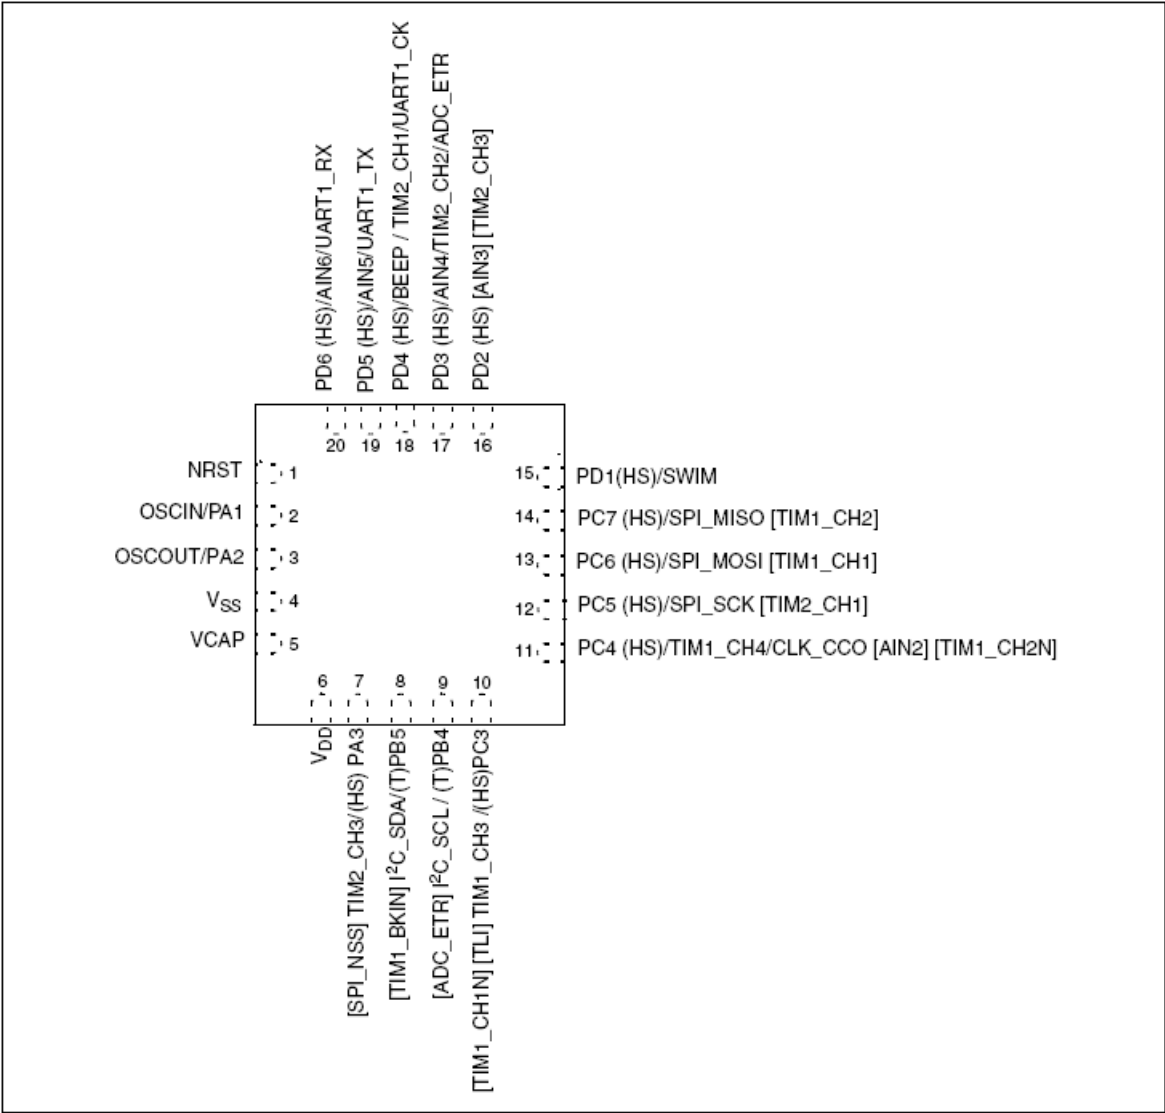 PD6 (HS)/AIN6/UART1_RX
PD5 (HS)/AIN5/UART1_TX
PD4 (HS)/BEEP / TIM2_CH1/UART1_CK
PD3 (HS)/AIN4/TIM2_CH2/ADC_ETR
PD2 (HS) [AIN3] [TIM2_CH3]
20 19 18 17 16
NRST 1
OSCIN/PA1 2
OSCOUT/PA2 3
VSS 4
VCAP 5
15 PD1(HS)/SWIM
14 PC7 (HS)/SPI_MISO [TIM1_CH2]
13 PC6 (HS)/SPI_MOSI [TIM1_CH1]
12 PC5 (HS)/SPI_SCK [TIM2_CH1]
11 PC4 (HS)/TIM1_CH4/CLK_CCO [AIN2] [TIM1_CH2N]
6 7 8 9 10
VDD
[SPI_NSS] TIM2_CH3/(HS) PA3
[TIM1_BKIN] I²C_SDA/(T)PB5
[ADC_ETR] I²C_SCL / (T)PB4
[TIM1_CH1N] [TLI] TIM1_CH3 /(HS)PC3